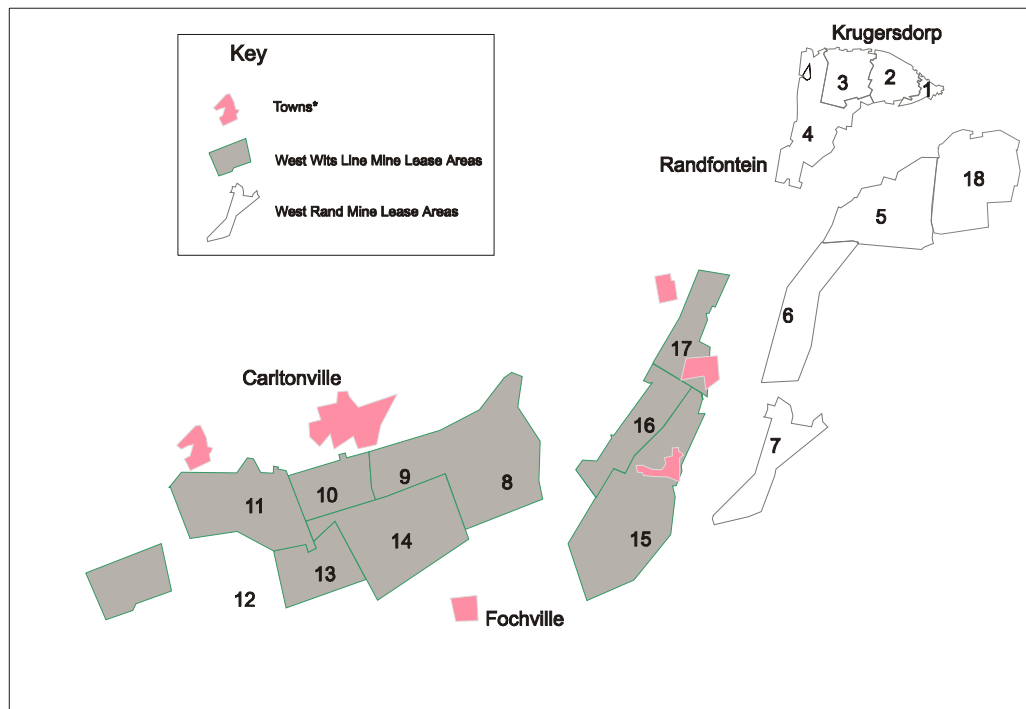 Krugersdorp
Key
Towns*
West Wits Line Mine Lease Areas
West Rand Mine Lease Areas
3
2
1
4
Randfontein
18
5
6
17
Carltonville
16
7
9
8
10
11
14
15
13
12
Fochville